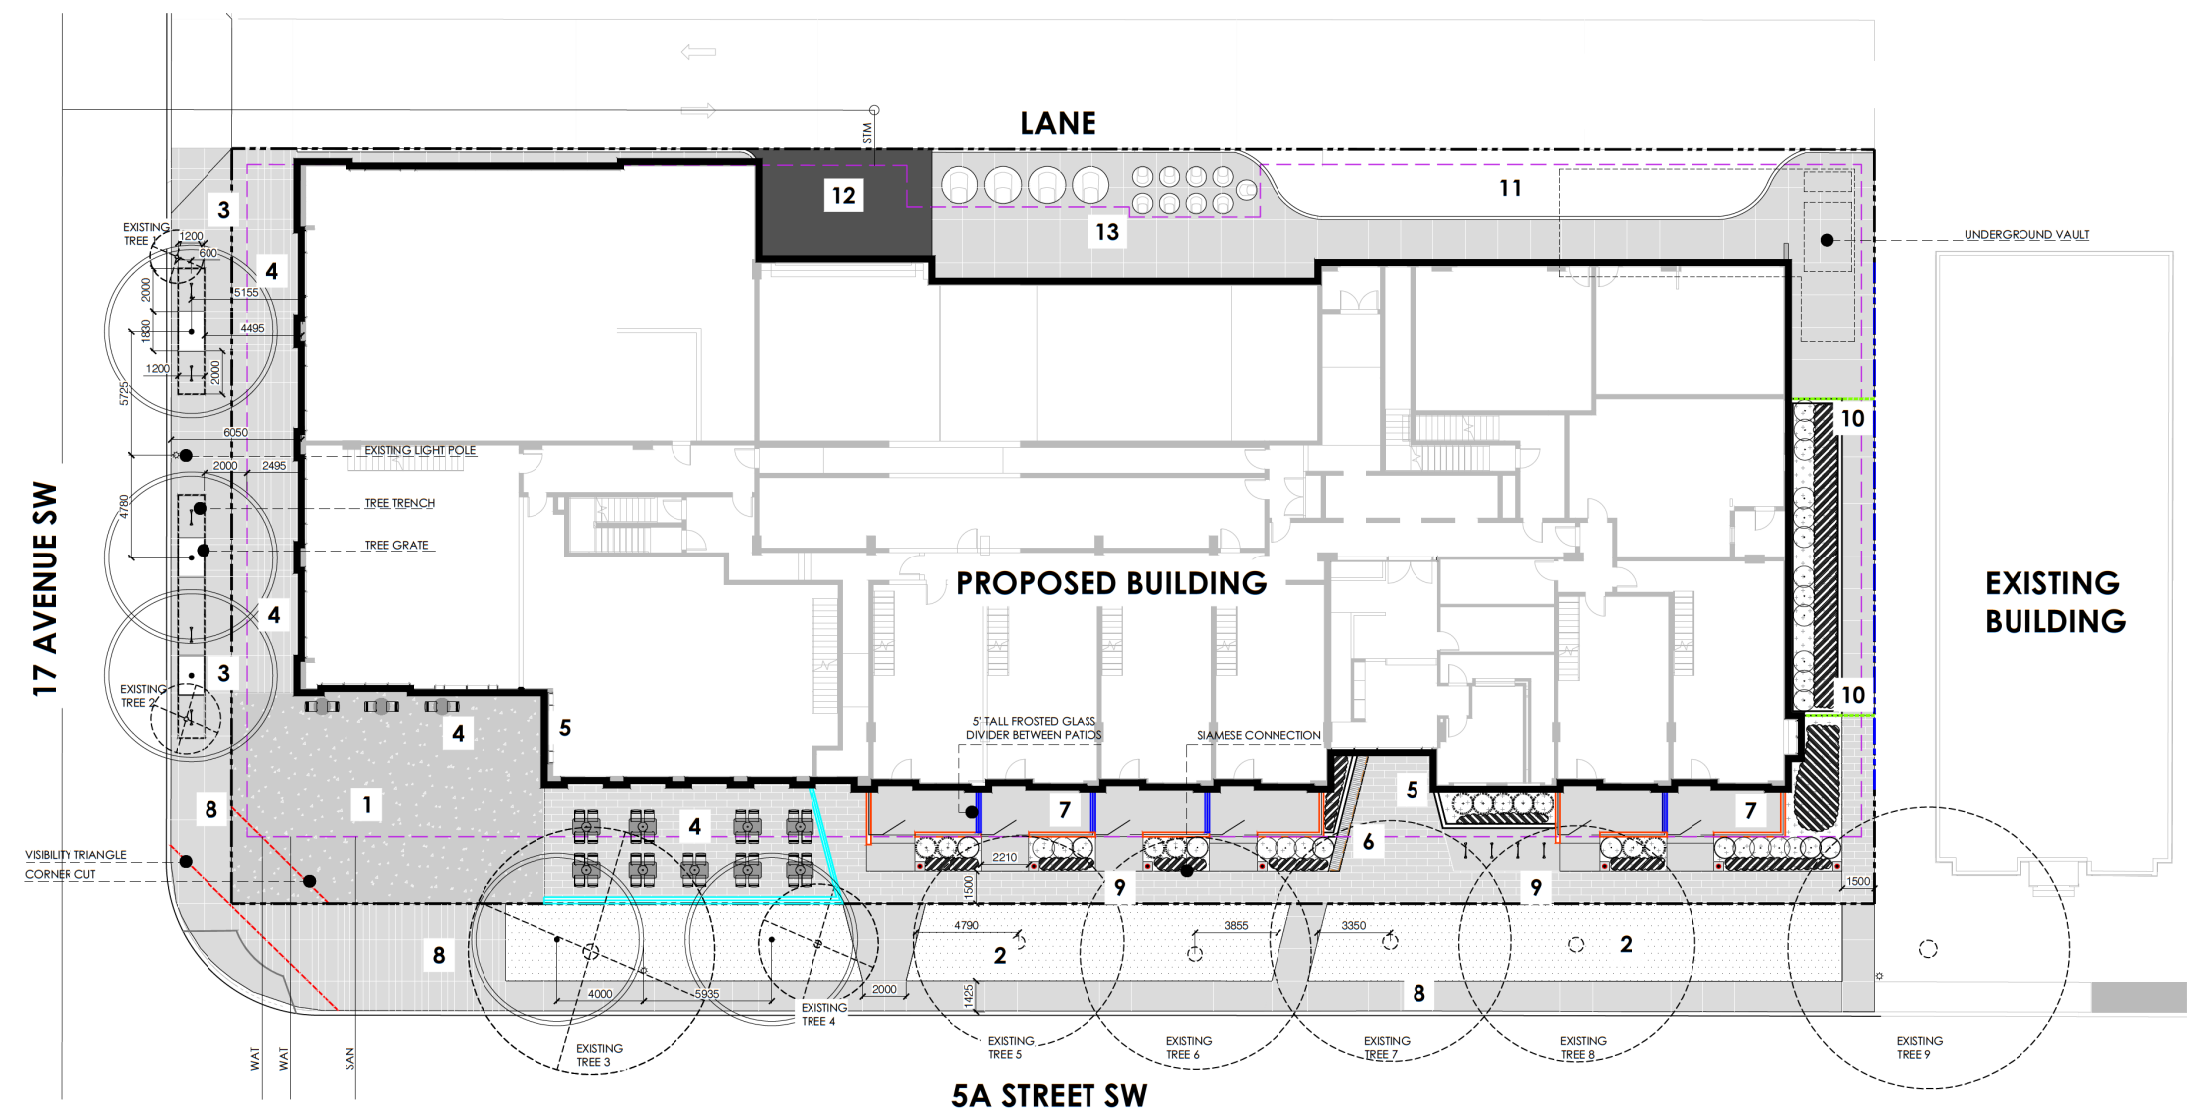 LANE
STM
12
11
13
3
EXISTING
TREE 1
1200
600
4
UNDERGROUND VAULT
2000
5155
1830
4495
1200
2000
5725
10
6050
EXISTING LIGHT POLE
2000
2495
TREE TRENCH
4780
TREE GRATE
17 AVENUE SW
PROPOSED BUILDING
EXISTING
BUILDING
4
3
EXISTING
TREE 2
10
5
4
5' TALL FROSTED GLASS
DIVIDER BETWEEN PATIOS
SIAMESE CONNECTION
1
8
4
7
5
7
6
VISIBILITY TRIANGLE
CORNER CUT
2210
1500
9
9
1500
4790
3855
3350
8
2
2
4000
5935
2000
1425
8
EXISTING
TREE 4
WAT
WAT
SAN
EXISTING
TREE 3
EXISTING
TREE 5
EXISTING
TREE 6
EXISTING
TREE 7
EXISTING
TREE 8
EXISTING
TREE 9
5A STREET SW